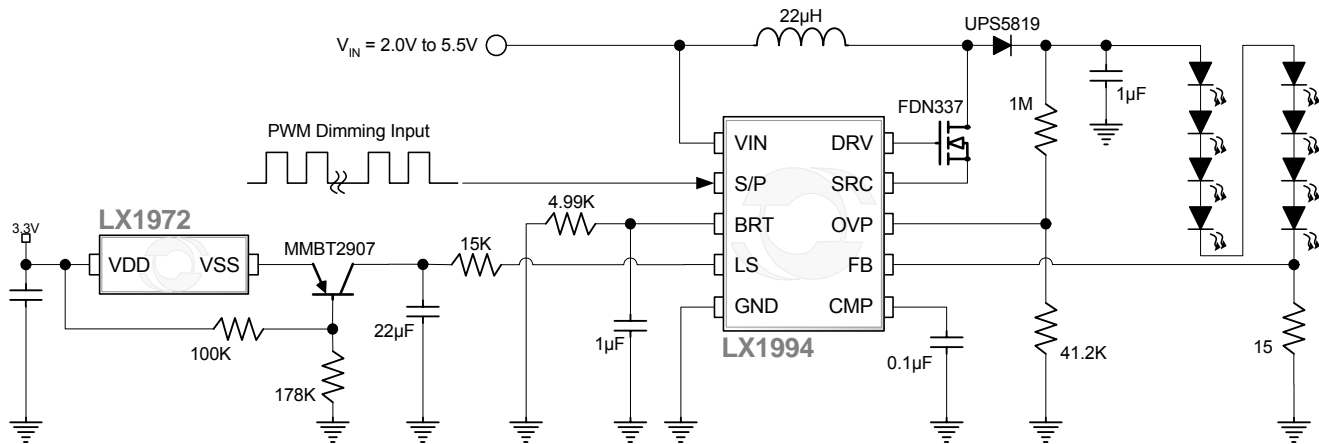 22µH
UPS5819
V_IN = 2.0V to 5.5V
1M
1µF
FDN337
PWM Dimming Input
VIN
DRV
S/P
SRC
4.99K
BRT
OVP
LX1972
3.3V
MMBT2907
15K
VDD
VSS
LS
FB
GND
CMP
22µF
1µF
100K
LX1994
0.1µF
41.2K
15
178K